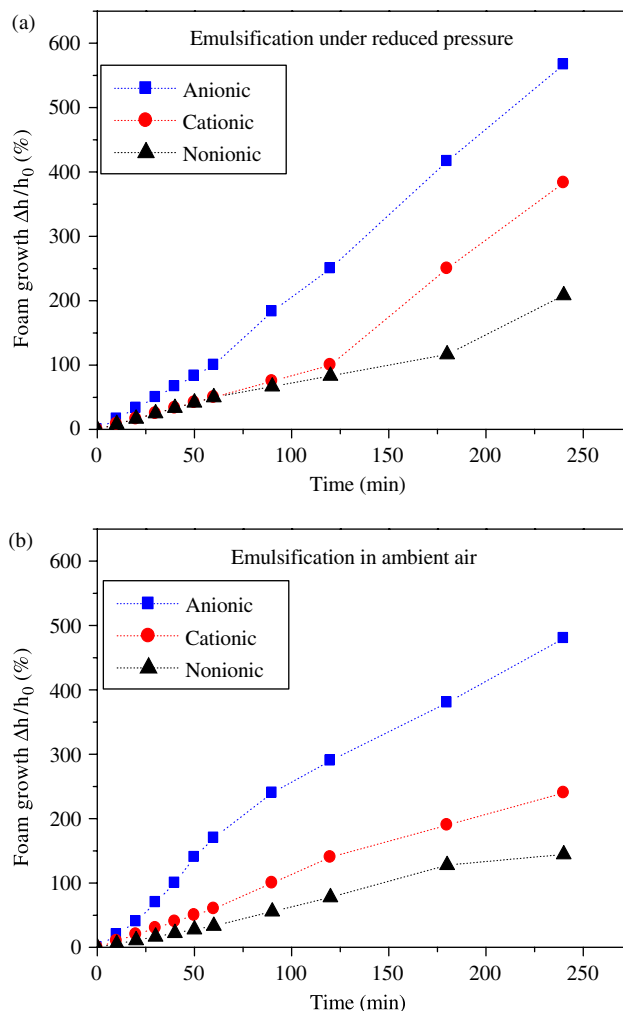 (a)
600
500
400
300
200
100
0
Foam growth Δh/h₀ (%)
Emulsification under reduced pressure
Anionic
Cationic
Nonionic
0 50 100 150 200 250
Time (min)
(b)
600
500
400
300
200
100
0
Foam growth Δh/h₀ (%)
Emulsification in ambient air
Anionic
Cationic
Nonionic
0 50 100 150 200 250
Time (min)